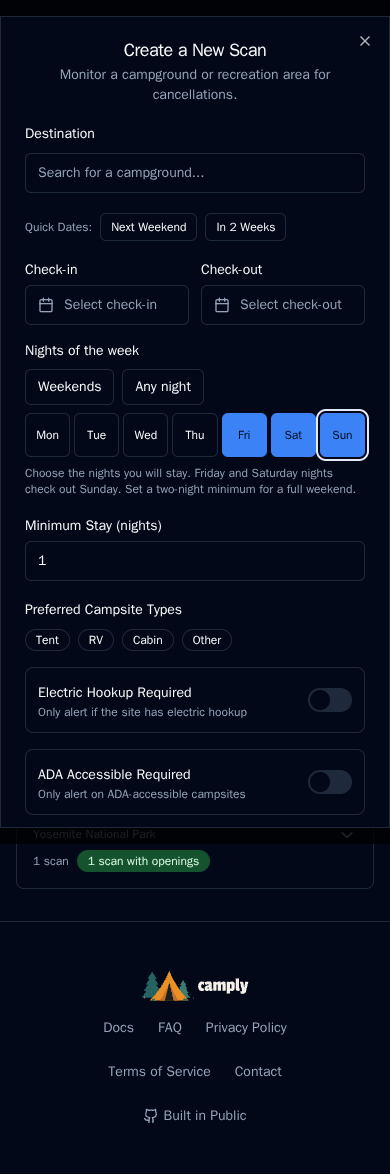 Create a New Scan
Monitor a campground or recreation area for
cancellations.
Destination
Search for a campground...
Quick Dates: Next Weekend In 2 Weeks
Check-in Check-out
Select check-in Select check-out
Nights of the week
Weekends Any night
Mon Tue Wed Thu Fri Sat Sun
Choose the nights you will stay. Friday and Saturday nights
check out Sunday. Set a two-night minimum for a full weekend.
Minimum Stay (nights)
1
Preferred Campsite Types
Tent RV Cabin Other
Electric Hookup Required
Only alert if the site has electric hookup
ADA Accessible Required
Only alert on ADA-accessible campsites
Yosemite National Park
1 scan 1 scan with openings
camply
Docs FAQ Privacy Policy
Terms of Service Contact
Built in Public